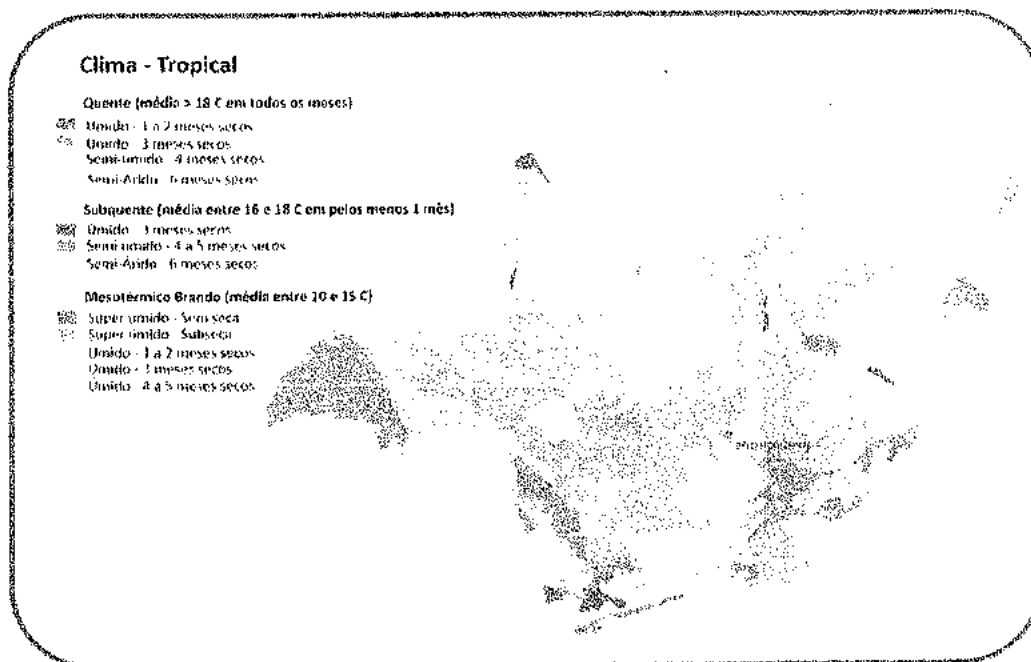 Clima - Tropical
Quente (média > 18 C em todos os meses)
Úmido - 1 a 2 meses secos
Úmido - 3 meses secos
Semi-úmido - 4 meses secos
Semi-Árido - 6 meses secos
Subquente (média entre 16 e 18 C em pelos menos 1 mês)
Úmido - 3 meses secos
Semi-úmido - 4 a 5 meses secos
Semi-Árido - 6 meses secos
Mesotérmico Brando (média entre 10 e 15 C)
Super úmido - Sem seca
Super úmido - Subseca
Úmido - 1 a 2 meses secos
Úmido - 3 meses secos
Úmido - 4 a 5 meses secos